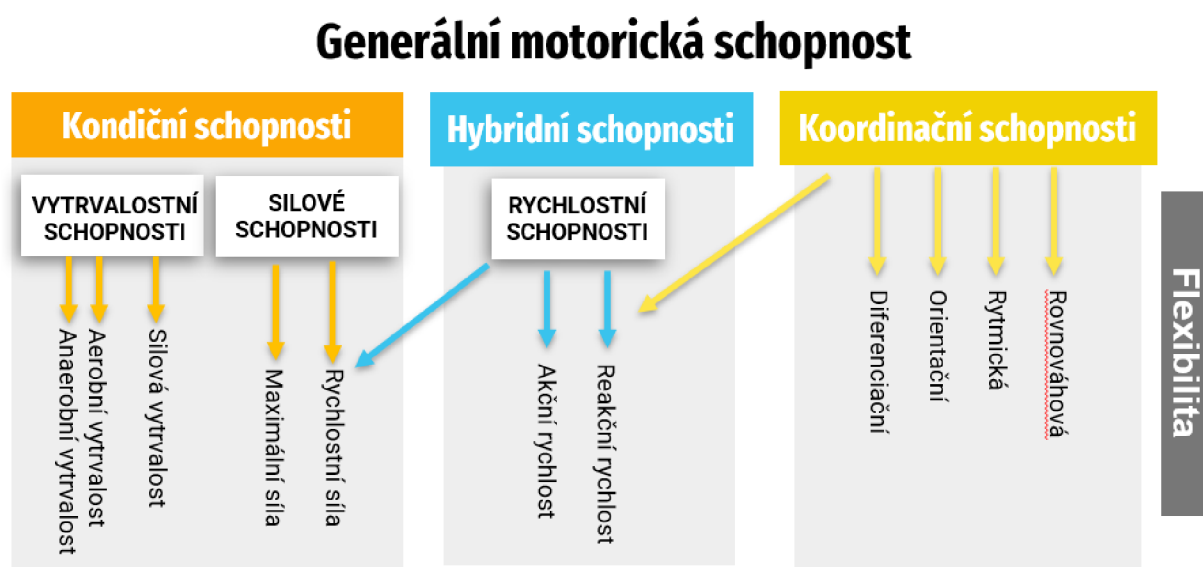 Generální motorická schopnost
Kondiční schopnosti
Hybridní schopnosti
Koordinační schopnosti
VYTRVALOSTNÍ
SCHOPNOSTI
SILOVÉ
SCHOPNOSTI
RYCHLOSTNÍ
SCHOPNOSTI
Anaerobní vytrvalost
Aerobní vytrvalost
Silová vytrvalost
Maximální síla
Rychlostní síla
Akční rychlost
Reakční rychlost
Diferenciační
Orientační
Rytmická
Rovnováhová
Flexibilita